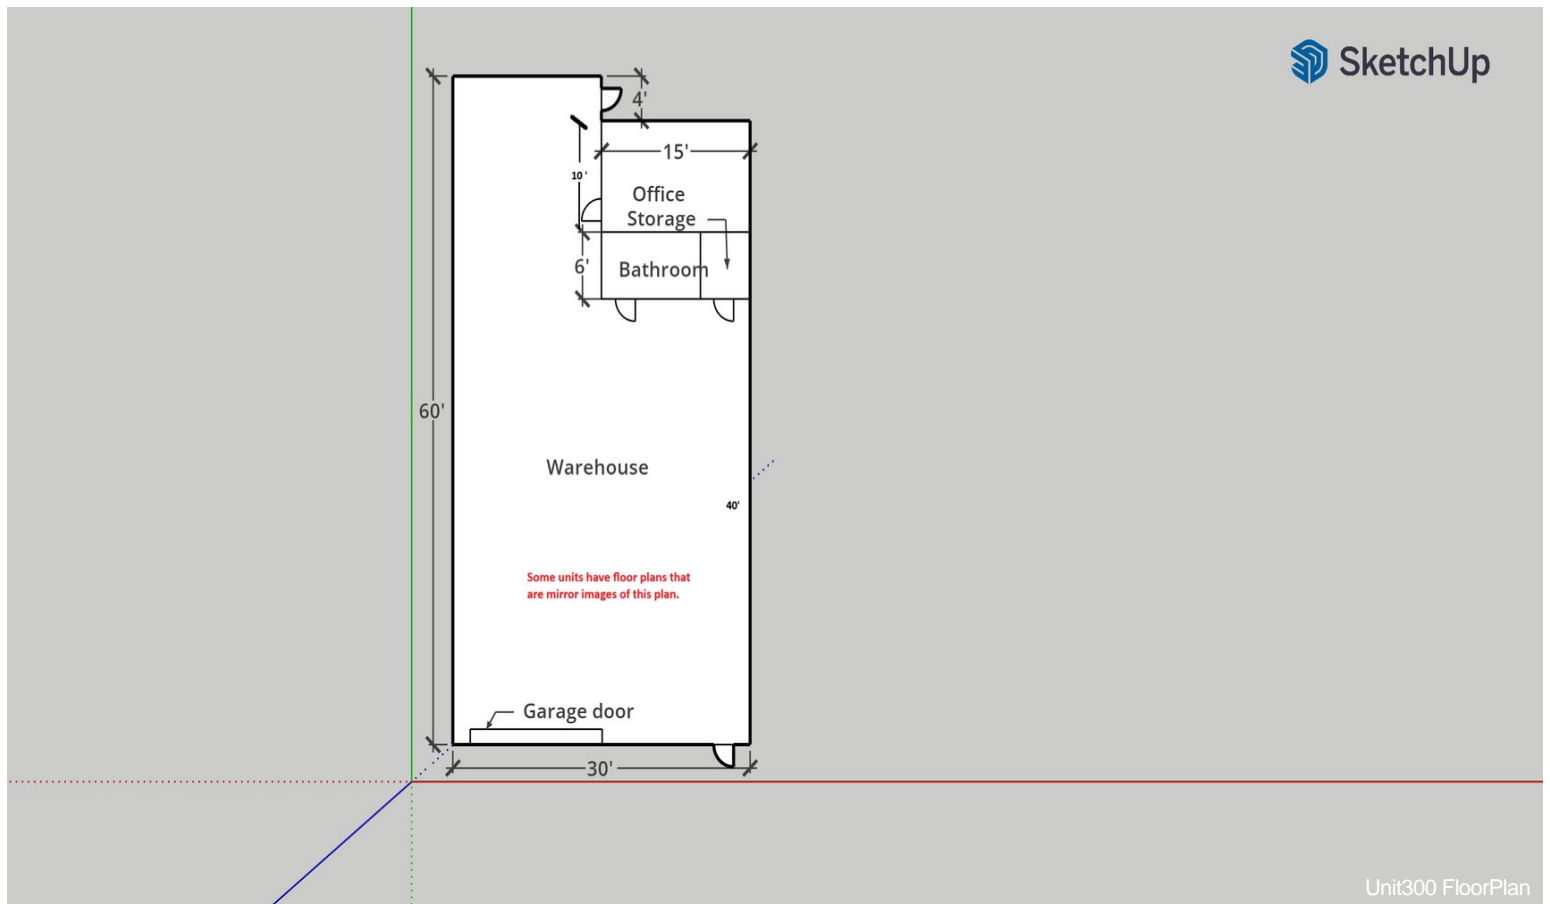 SketchUp
4'
15'
10 '
Office
Storage
6'
Bathroom
60'
Warehouse
40'
Some units have floor plans that
are mirror images of this plan.
Garage door
30'
Unit300 FloorPlan